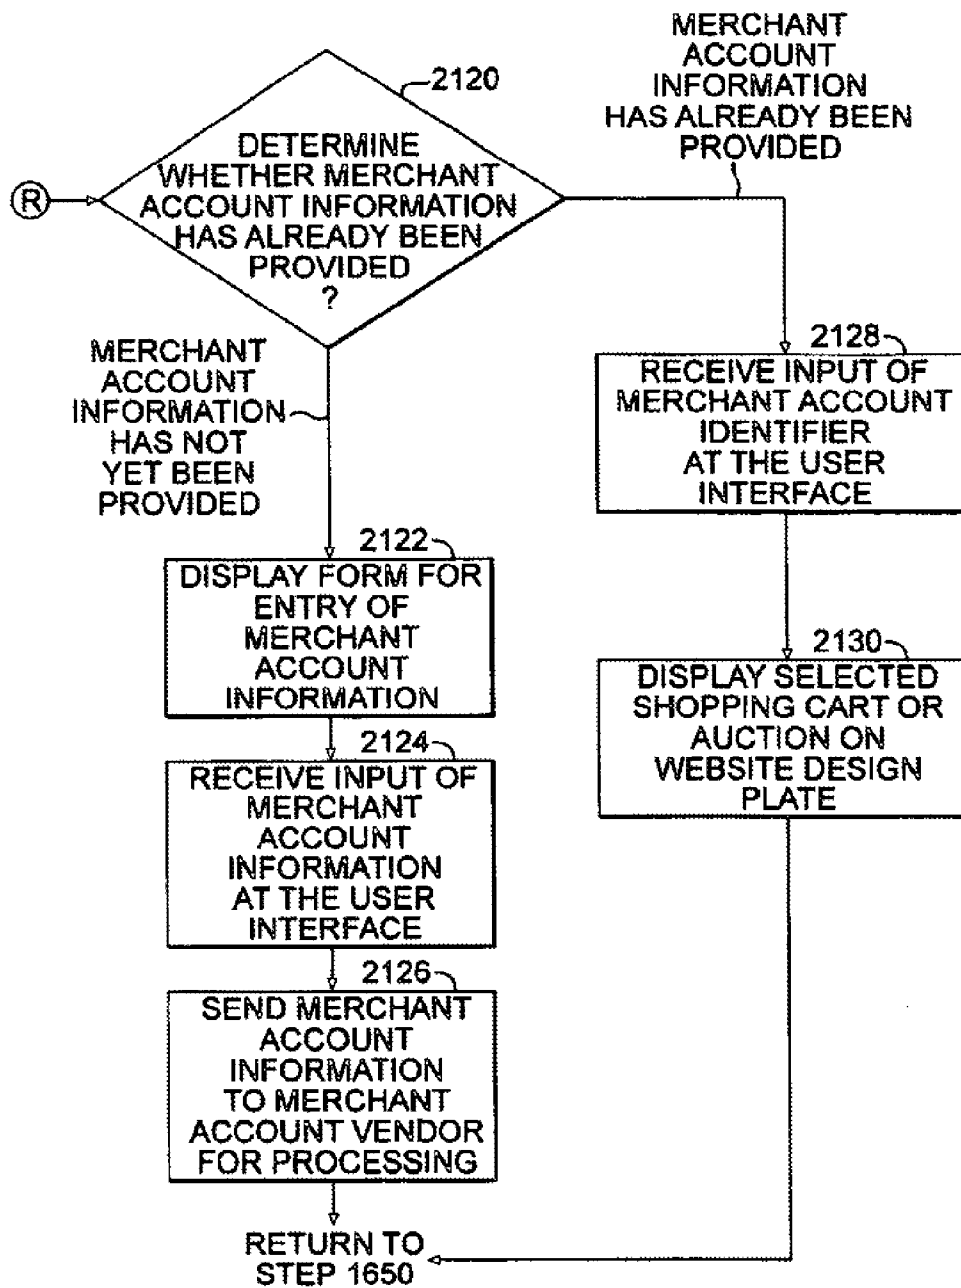 MERCHANT
ACCOUNT
INFORMATION
HAS ALREADY BEEN
PROVIDED
2120
DETERMINE
WHETHER MERCHANT
ACCOUNT INFORMATION
HAS ALREADY BEEN
PROVIDED
?
R
MERCHANT
ACCOUNT
INFORMATION
HAS NOT
YET BEEN
PROVIDED
2128
RECEIVE INPUT OF
MERCHANT ACCOUNT
IDENTIFIER
AT THE USER
INTERFACE
2122
DISPLAY FORM FOR
ENTRY OF
MERCHANT
ACCOUNT
INFORMATION
2130
DISPLAY SELECTED
SHOPPING CART OR
AUCTION ON
WEBSITE DESIGN
PLATE
2124
RECEIVE INPUT OF
MERCHANT
ACCOUNT
INFORMATION
AT THE USER
INTERFACE
2126
SEND MERCHANT
ACCOUNT
INFORMATION
TO MERCHANT
ACCOUNT VENDOR
FOR PROCESSING
RETURN TO
STEP 1650